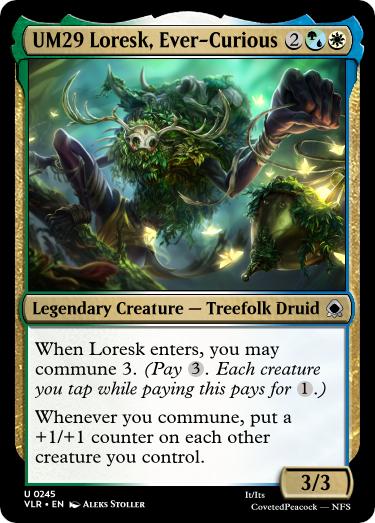 UM29 Loresk, Ever-Curious 2
Legendary Creature — Treefolk Druid
When Loresk enters, you may
commune 3. (Pay 3. Each creature
you tap while paying this pays for 1.)
Whenever you commune, put a
+1/+1 counter on each other
creature you control.
3/3
U 0245
VLR • EN Aleks Stoller
It/Its
CovetedPeacock — NFS